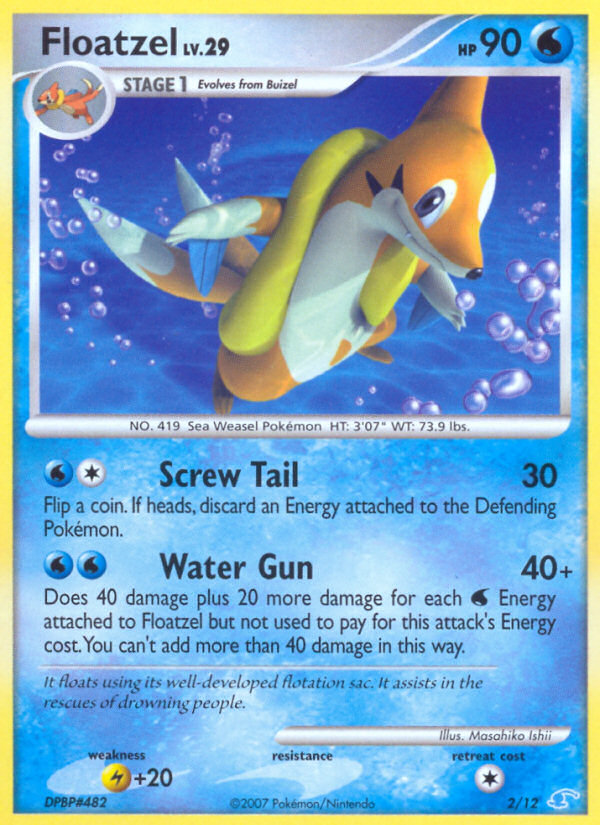 Floatzel LV.29 HP 90
STAGE 1 Evolves from Buizel
NO. 419 Sea Weasel Pokémon HT: 3'07" WT: 73.9 lbs.
Screw Tail 30
Flip a coin. If heads, discard an Energy attached to the Defending
Pokémon.
Water Gun 40+
Does 40 damage plus 20 more damage for each Energy
attached to Floatzel but not used to pay for this attack's Energy
cost. You can't add more than 40 damage in this way.
It floats using its well-developed flotation sac. It assists in the
rescues of drowning people.
Illus. Masahiko Ishii
weakness resistance retreat cost
+20
DPBP#482 ©2007 Pokémon/Nintendo 2/12